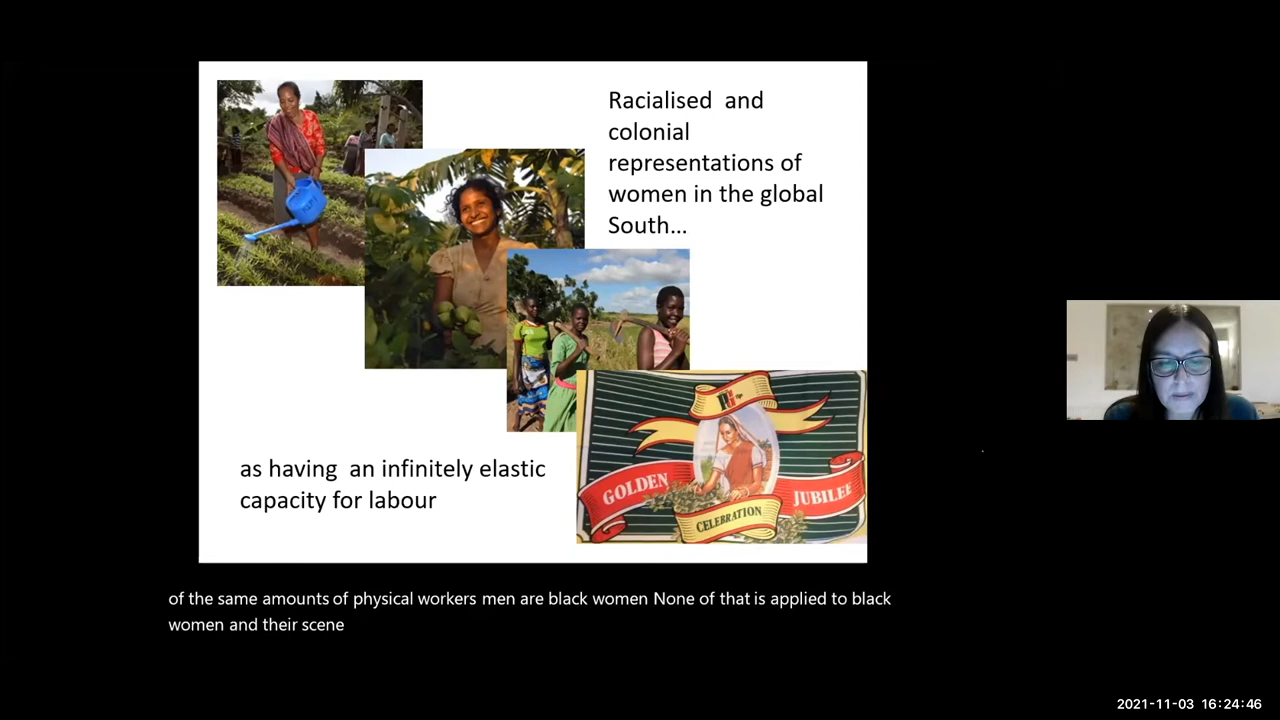 Racialised and
colonial
representations of
women in the global
South...
as having an infinitely elastic
capacity for labour
GOLDEN
JUBILEE
CELEBRATION
of the same amounts of physical workers men are black women None of that is applied to black
women and their scene
2021-11-03 16:24:46